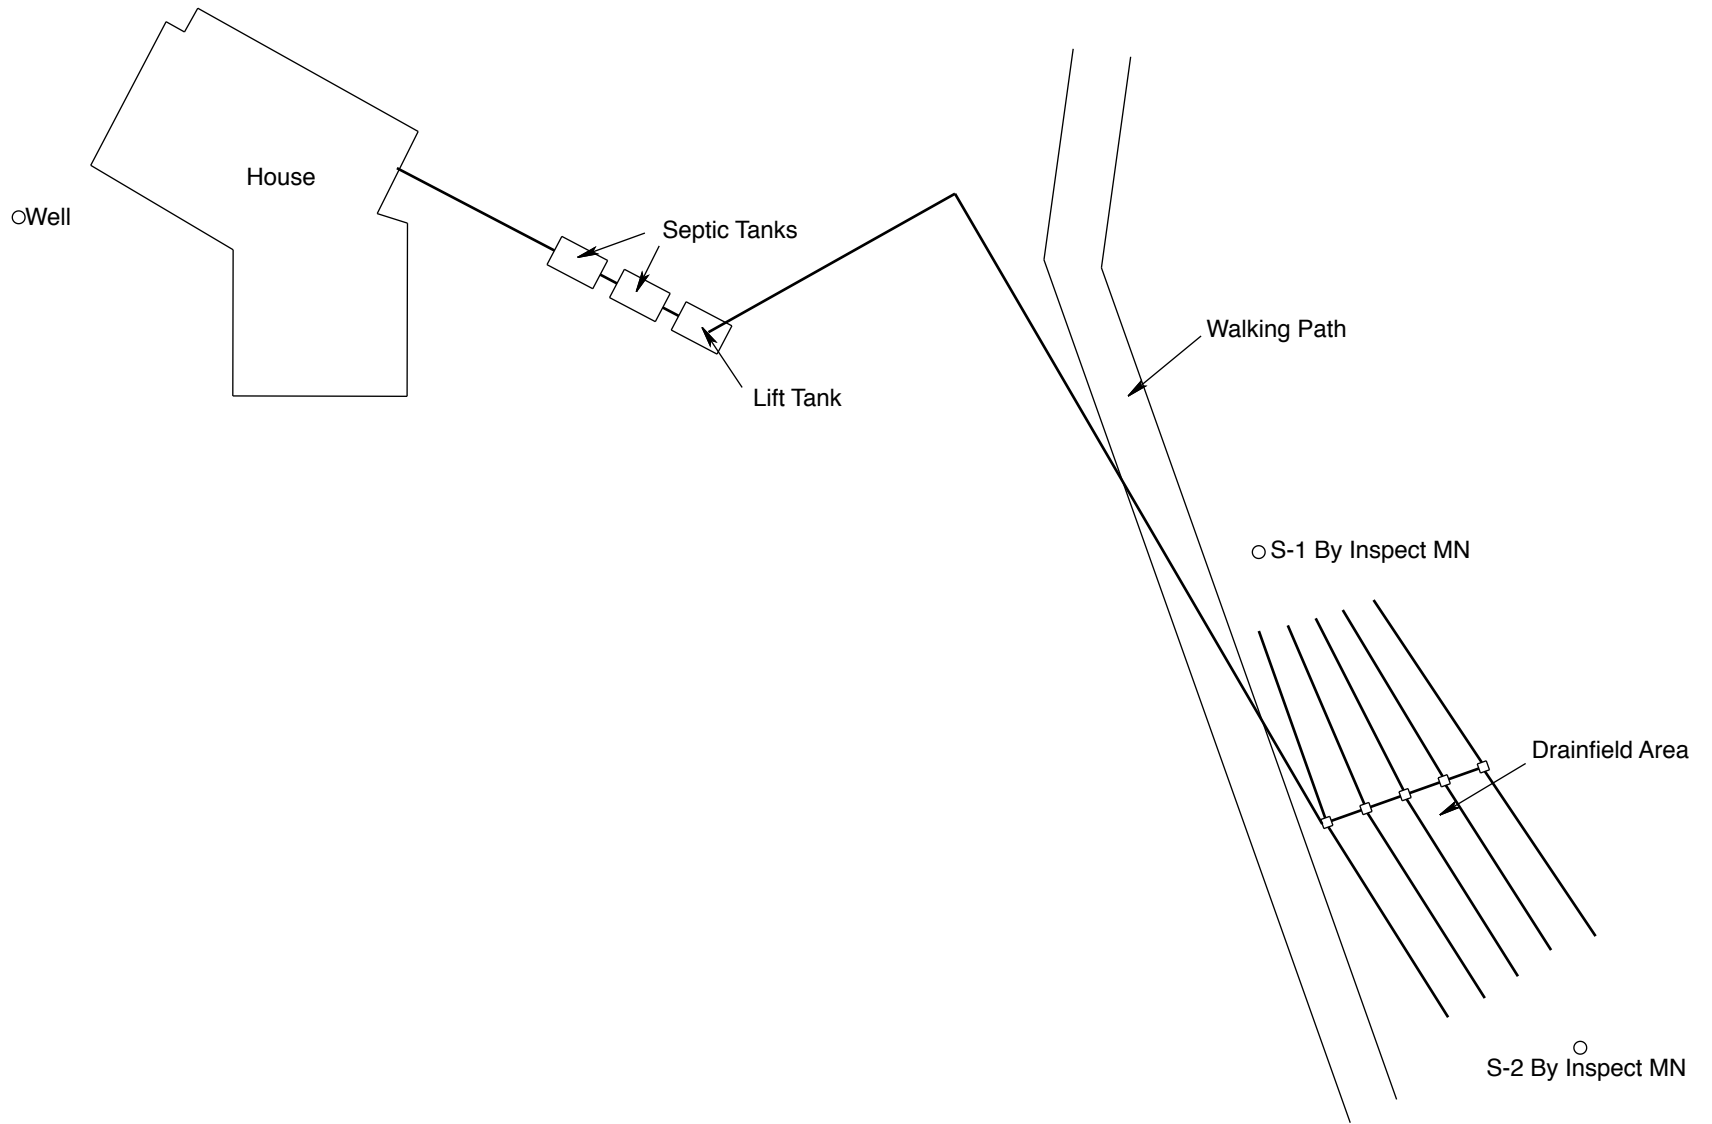 House
Well
Septic Tanks
Lift Tank
Walking Path
S-1 By Inspect MN
Drainfield Area
S-2 By Inspect MN